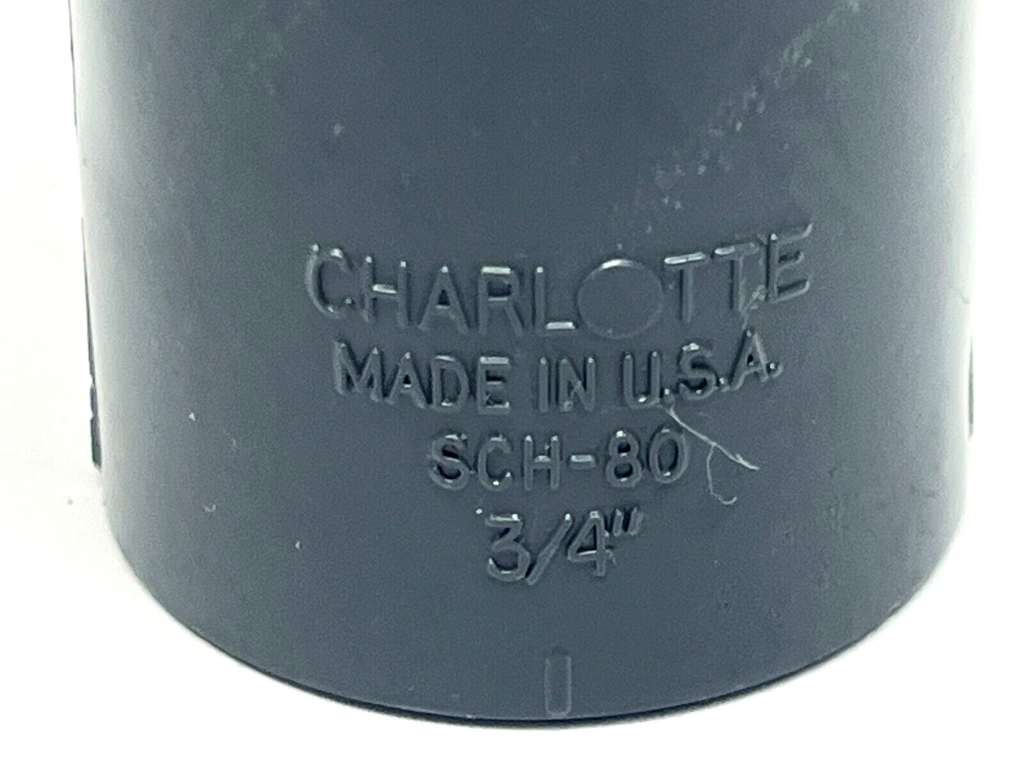 CHARLOTTE
MADE IN U.S.A.
SCH-80
3/4"